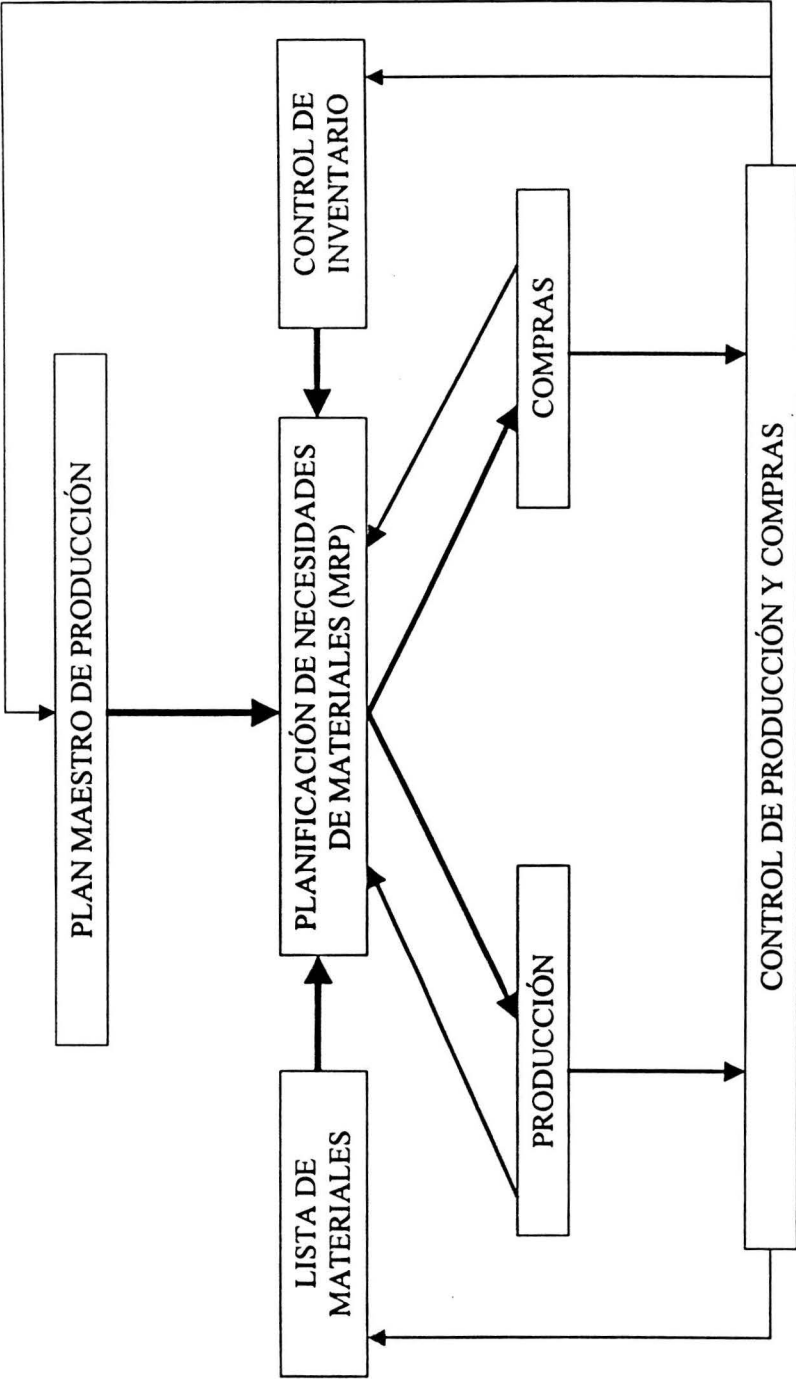 PLAN MAESTRO DE PRODUCCIÓN
LISTA DE
MATERIALES
PLANIFICACIÓN DE NECESIDADES
DE MATERIALES (MRP)
CONTROL DE
INVENTARIO
PRODUCCIÓN
COMPRAS
CONTROL DE PRODUCCIÓN Y COMPRAS